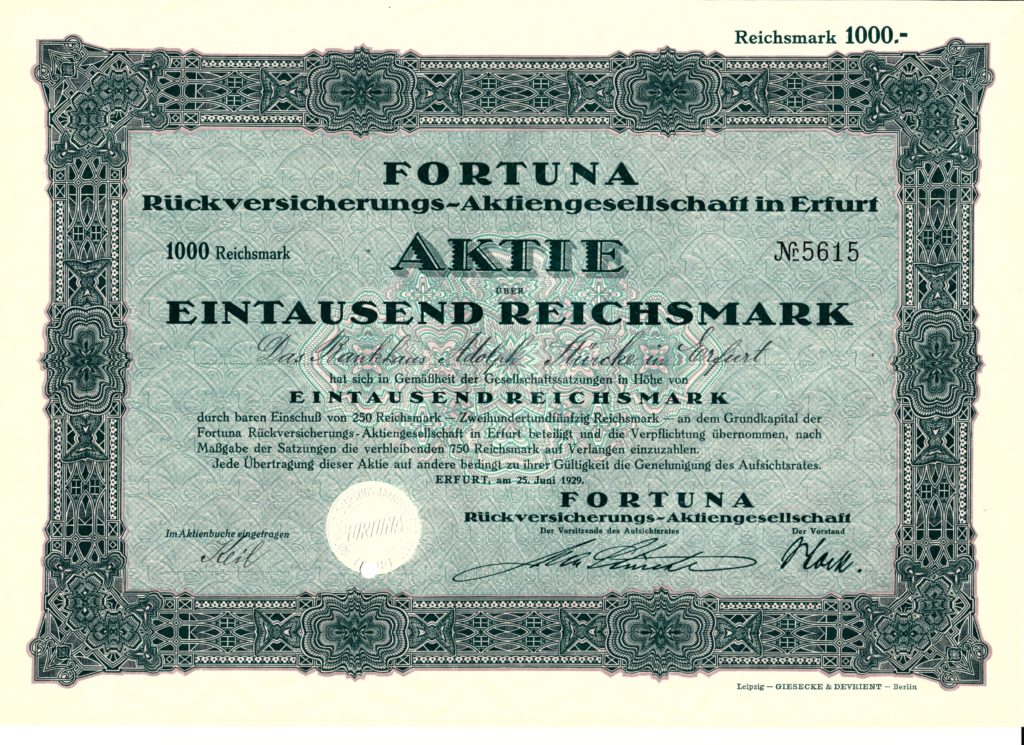 Reichsmark 1000.-
FORTUNA
Rückversicherungs-Aktiengesellschaft in Erfurt
1000 Reichsmark
AKTIE
№ 5615
ÜBER
EINTAUSEND REICHSMARK
Das Bankhaus Adolph Stürcke in Erfurt
hat sich in Gemäßheit der Gesellschaftssatzungen in Höhe von
EINTAUSEND REICHSMARK
durch baren Einschuß von 250 Reichsmark — Zweihundertundfünfzig Reichsmark — an dem Grundkapital der
Fortuna Rückversicherungs-Aktiengesellschaft in Erfurt beteiligt und die Verpflichtung übernommen, nach
Maßgabe der Satzungen die verbleibenden 750 Reichsmark auf Verlangen einzuzahlen.
Jede Übertragung dieser Aktie auf andere bedingt zu ihrer Gültigkeit die Genehmigung des Aufsichtsrates.
ERFURT, am 25. Juni 1929.
FORTUNA
Rückversicherungs-Aktiengesellschaft
Der Vorsitzende des Aufsichtsrates
Der Vorstand
Im Aktienbuche eingetragen
Leipzig — GIESECKE & DEVRIENT — Berlin